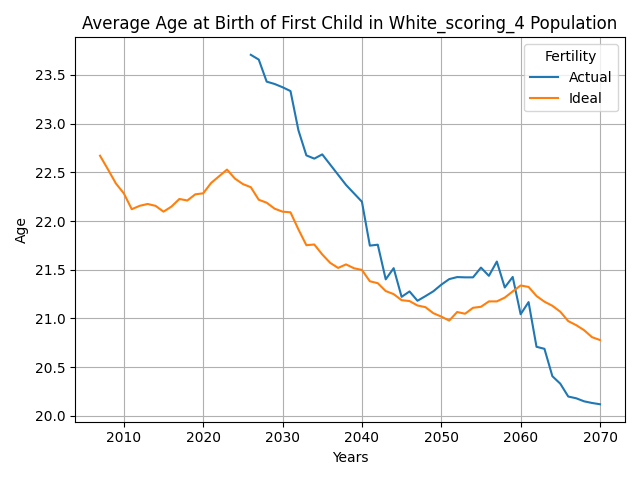 Average Age at Birth of First Child in White_scoring_4 Population
Fertility
Actual
Ideal
23.5
23.0
22.5
22.0
21.5
21.0
20.5
20.0
Age
2010 2020 2030 2040 2050 2060 2070
Years